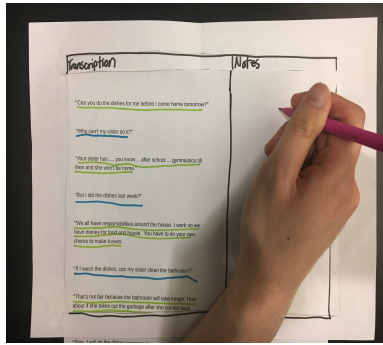 Transcription Notes
"Can you do the dishes for me before I come home tomorrow?"
"Why can't my sister do it?"
"Your sister has ... you know... after school ... gymnastics till
then and she won't be home."
"But I did the dishes last week?"
"We all have responsibilities around the house. I work so we
have money for food and house. You have to do your own
chores to make it even.
"If I wash the dishes, can my sister clean the bathroom?"
"That's not fair because the bathroom will take longer. How
about if she takes out the garbage after she comes back